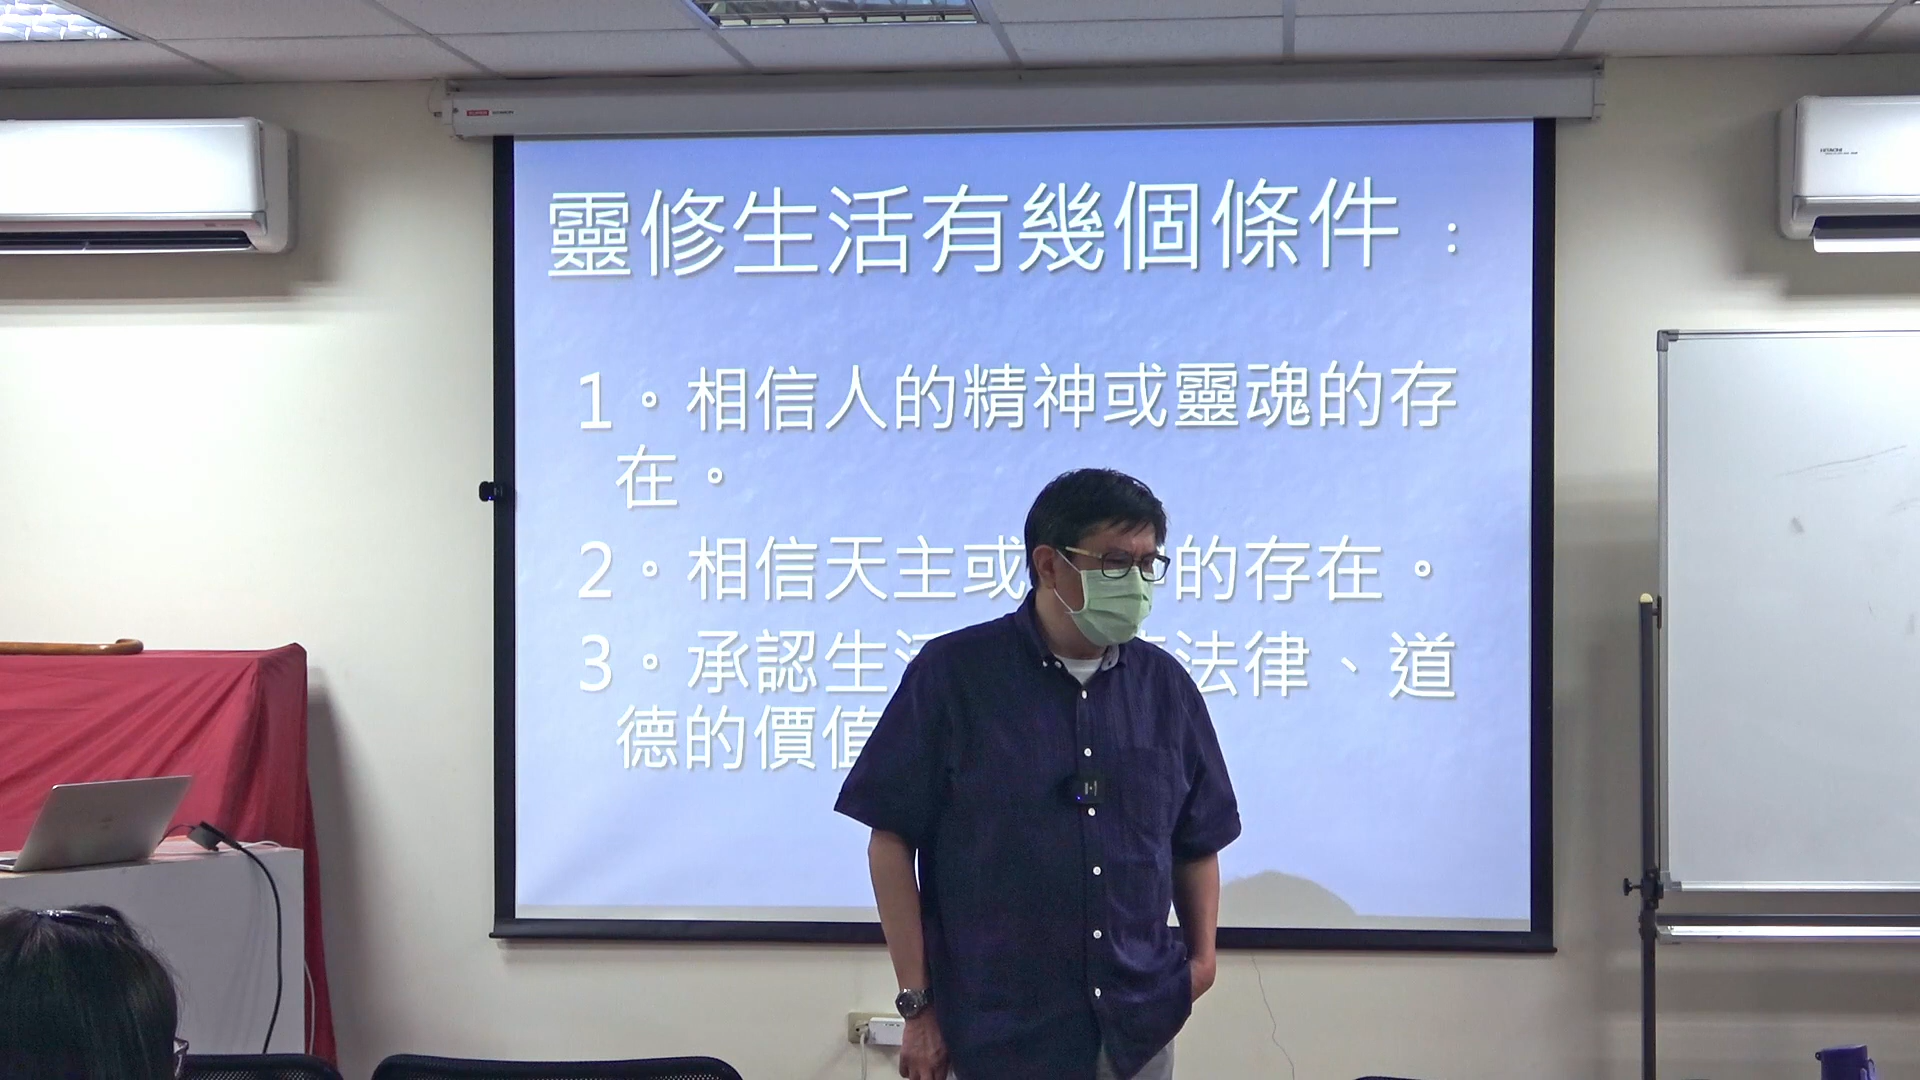 靈修生活有幾個條件：
1。相信人的精神或靈魂的存
在。
2。相信天主或 的存在。
3。承認生活 法律、道
德的價值
HITACHI